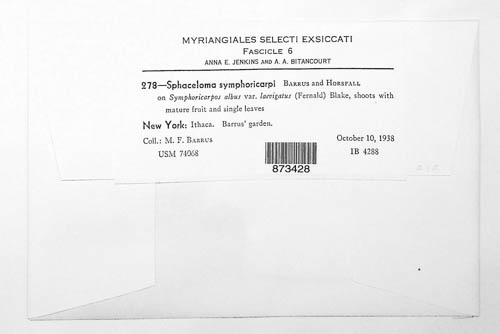 MYRIANGIALES SELECTI EXSICCATI
FASCICLE 6
ANNA E. JENKINS AND A. A. BITANCOURT
278—Sphaceloma symphoricarpi BARRUS and HORSFALL
on Symphoricarpos albus var. laevigatus (Fernald) Blake, shoots with
mature fruit and single leaves
New York: Ithaca. Barrus' garden.
Coll.: M. F. BARRUS October 10, 1938
USM 74068 IB 4288
873428